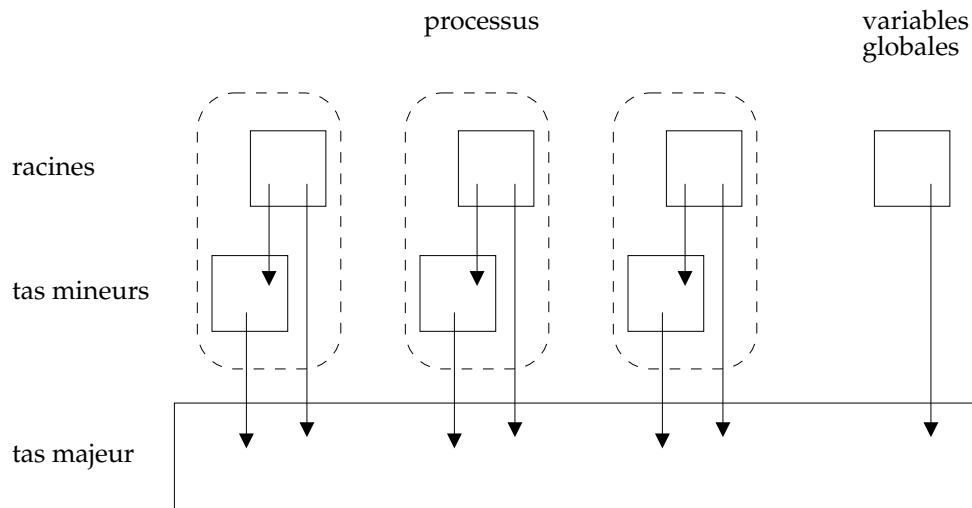 processus
variables
globales
racines
tas mineurs
tas majeur